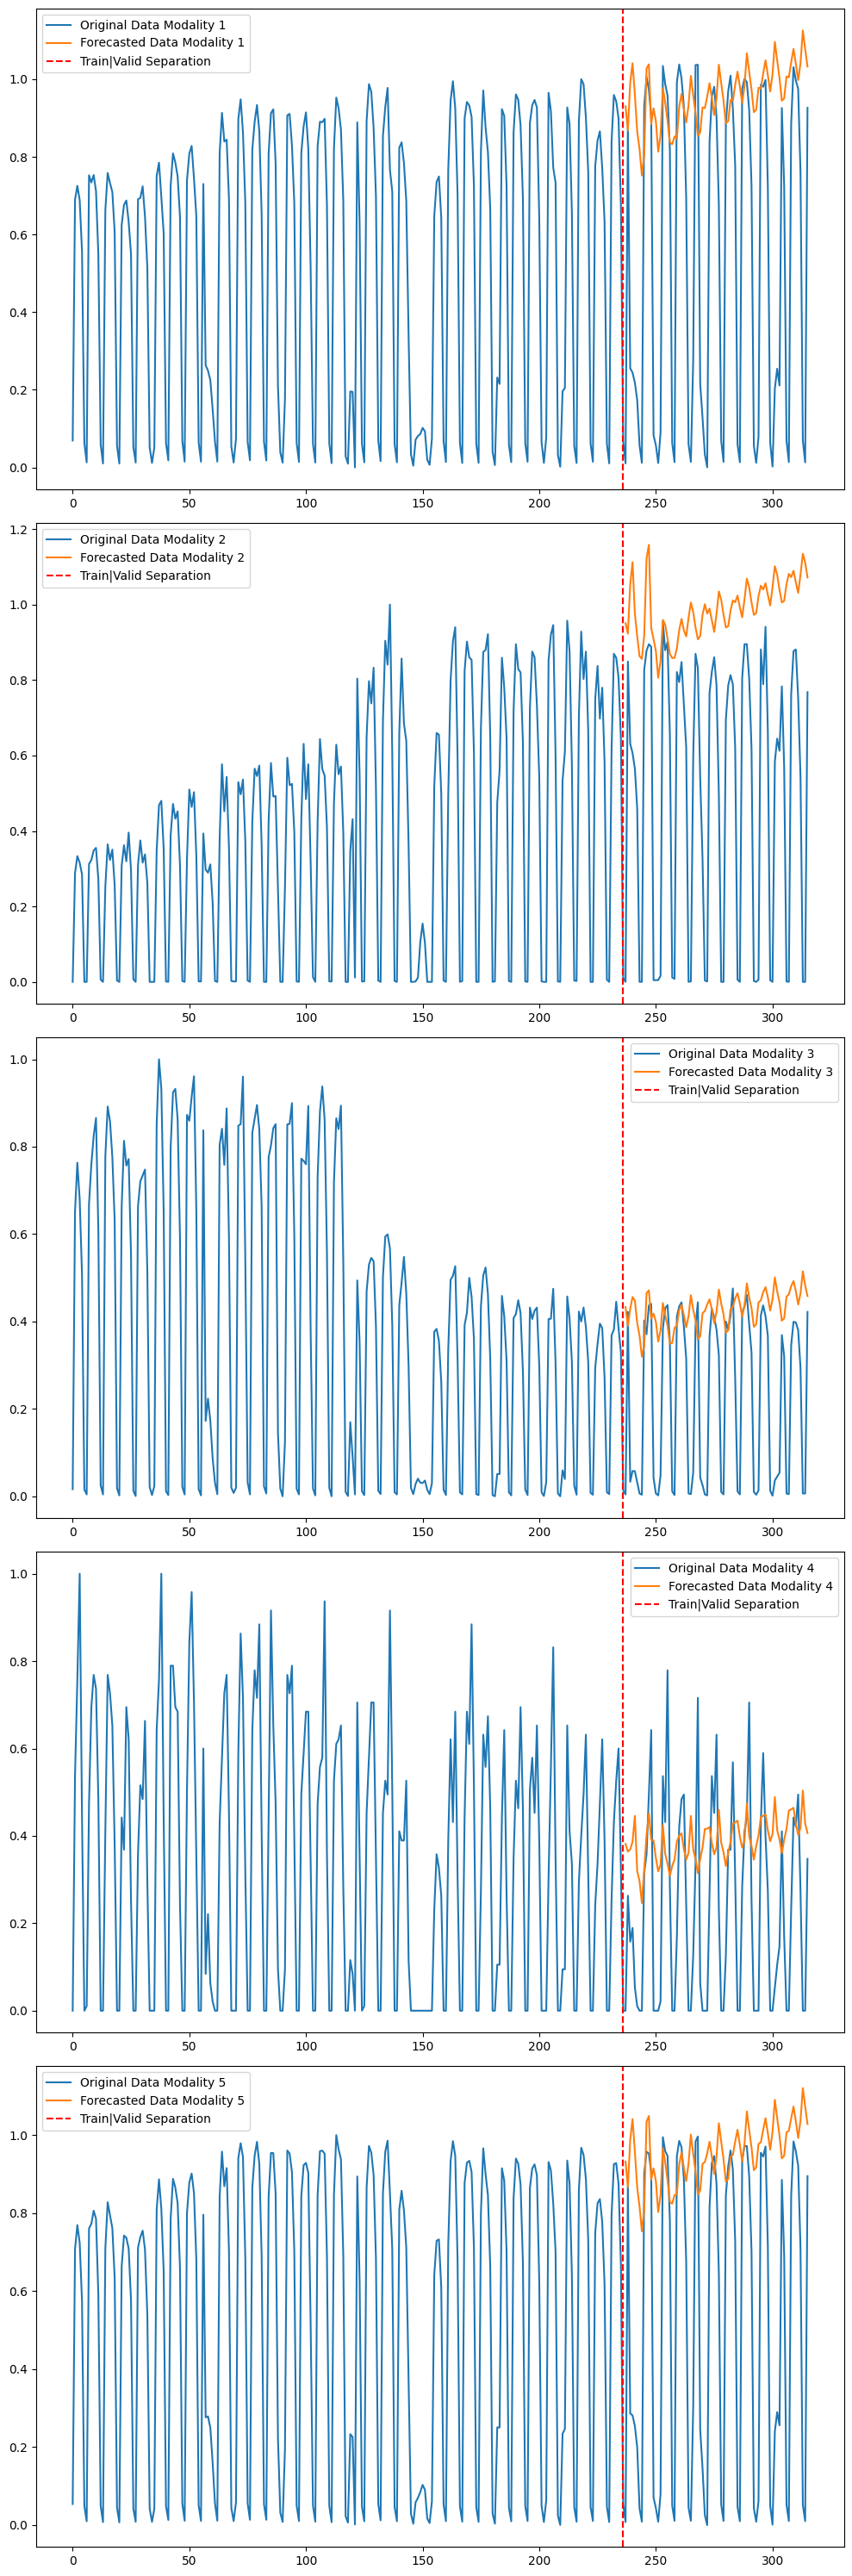 Original Data Modality 1
Forecasted Data Modality 1
Train|Valid Separation
1.0
0.8
0.6
0.4
0.2
0.0
0 50 100 150 200 250 300
Original Data Modality 2
Forecasted Data Modality 2
Train|Valid Separation
1.2
1.0
0.8
0.6
0.4
0.2
0.0
0 50 100 150 200 250 300
Original Data Modality 3
Forecasted Data Modality 3
Train|Valid Separation
1.0
0.8
0.6
0.4
0.2
0.0
0 50 100 150 200 250 300
Original Data Modality 4
Forecasted Data Modality 4
Train|Valid Separation
1.0
0.8
0.6
0.4
0.2
0.0
0 50 100 150 200 250 300
Original Data Modality 5
Forecasted Data Modality 5
Train|Valid Separation
1.0
0.8
0.6
0.4
0.2
0.0
0 50 100 150 200 250 300